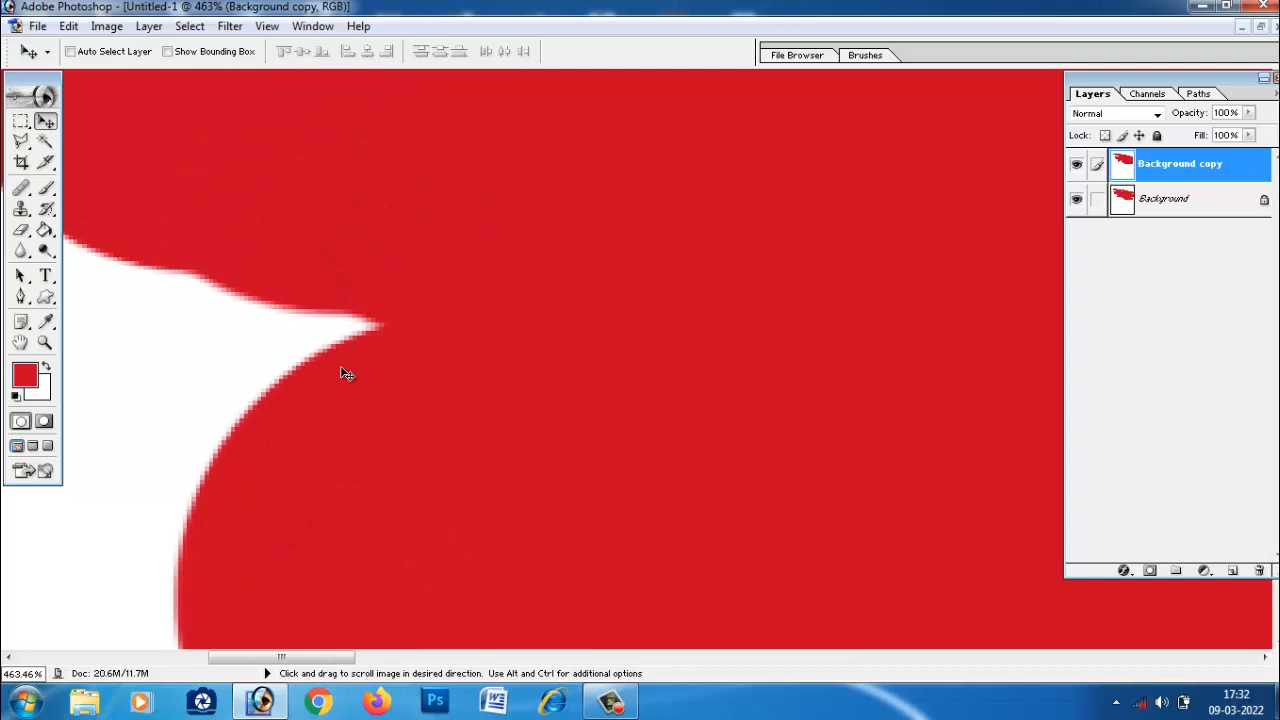 Adobe Photoshop - [Untitled-1 @ 463% (Background copy, RGB)]
File Edit Image Layer Select Filter View Window Help
Auto Select Layer Show Bounding Box
File Browser Brushes
Layers Channels Paths
Normal Opacity: 100%
Lock: Fill: 100%
Background copy
Background
463.46% Doc: 20.6M/11.7M Click and drag to scroll image in desired direction. Use Alt and Ctrl for additional options
Ps
17:32
09-03-2022